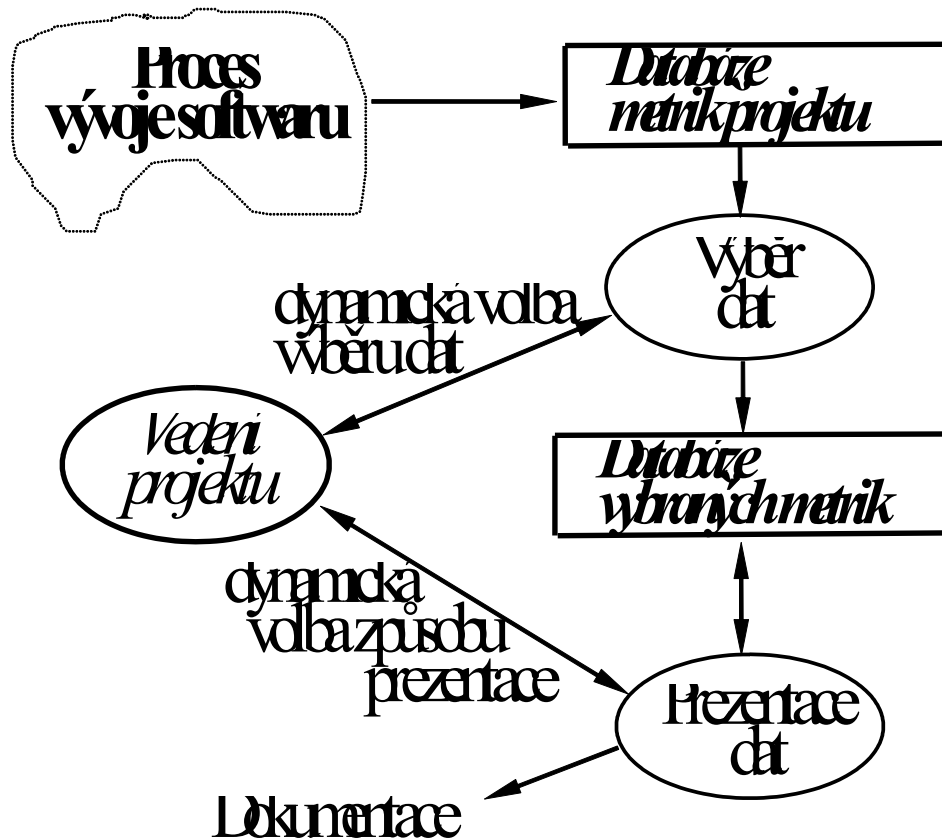 Proces
vývoje softwaru
Databáze
metrik projektu
Výběr
dat
dynamická volba
výběru dat
Vedení
projektu
Databáze
vybraných metrik
dynamická
volba způsobu
prezentace
Prezentace
dat
Dokumentace